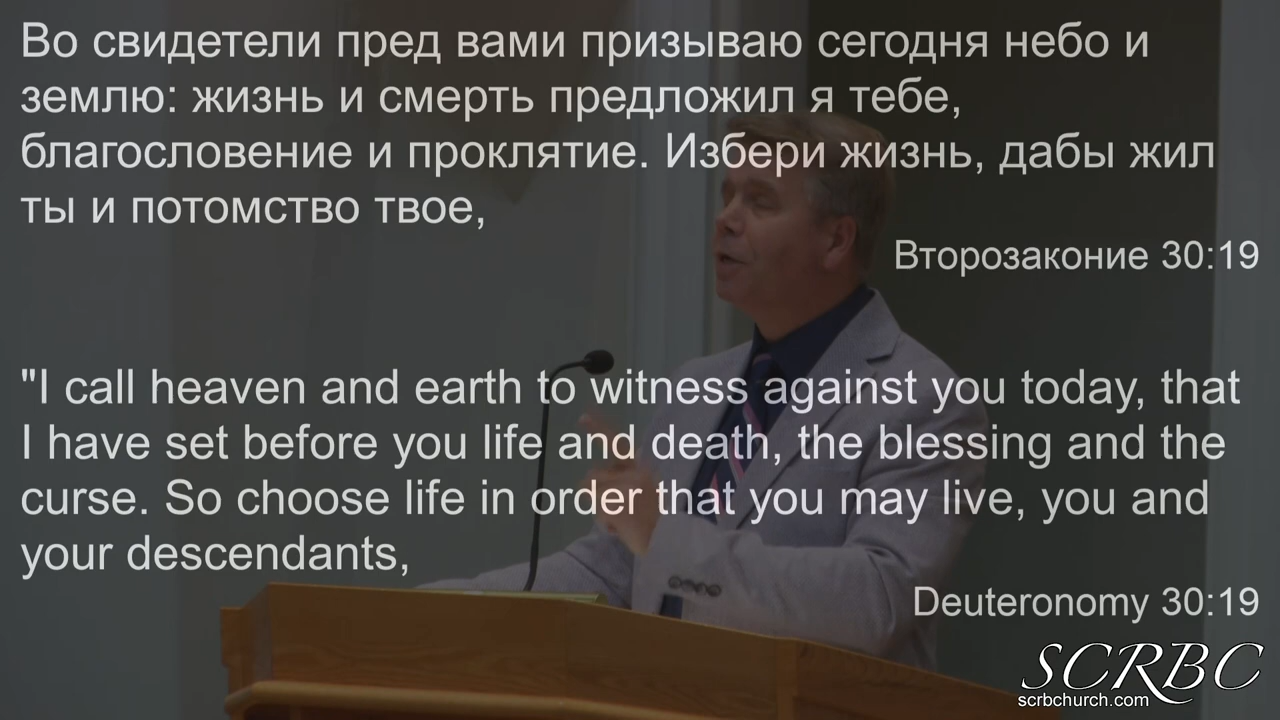 Во свидетели пред вами призываю сегодня небо и
землю: жизнь и смерть предложил я тебе,
благословение и проклятие. Избери жизнь, дабы жил
ты и потомство твое,
Второзаконие 30:19
"I call heaven and earth to witness against you today, that
I have set before you life and death, the blessing and the
curse. So choose life in order that you may live, you and
your descendants,
Deuteronomy 30:19
SCRBC
scrbchurch.com